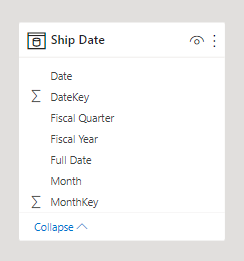 Ship Date
Date
DateKey
Fiscal Quarter
Fiscal Year
Full Date
Month
MonthKey
Collapse